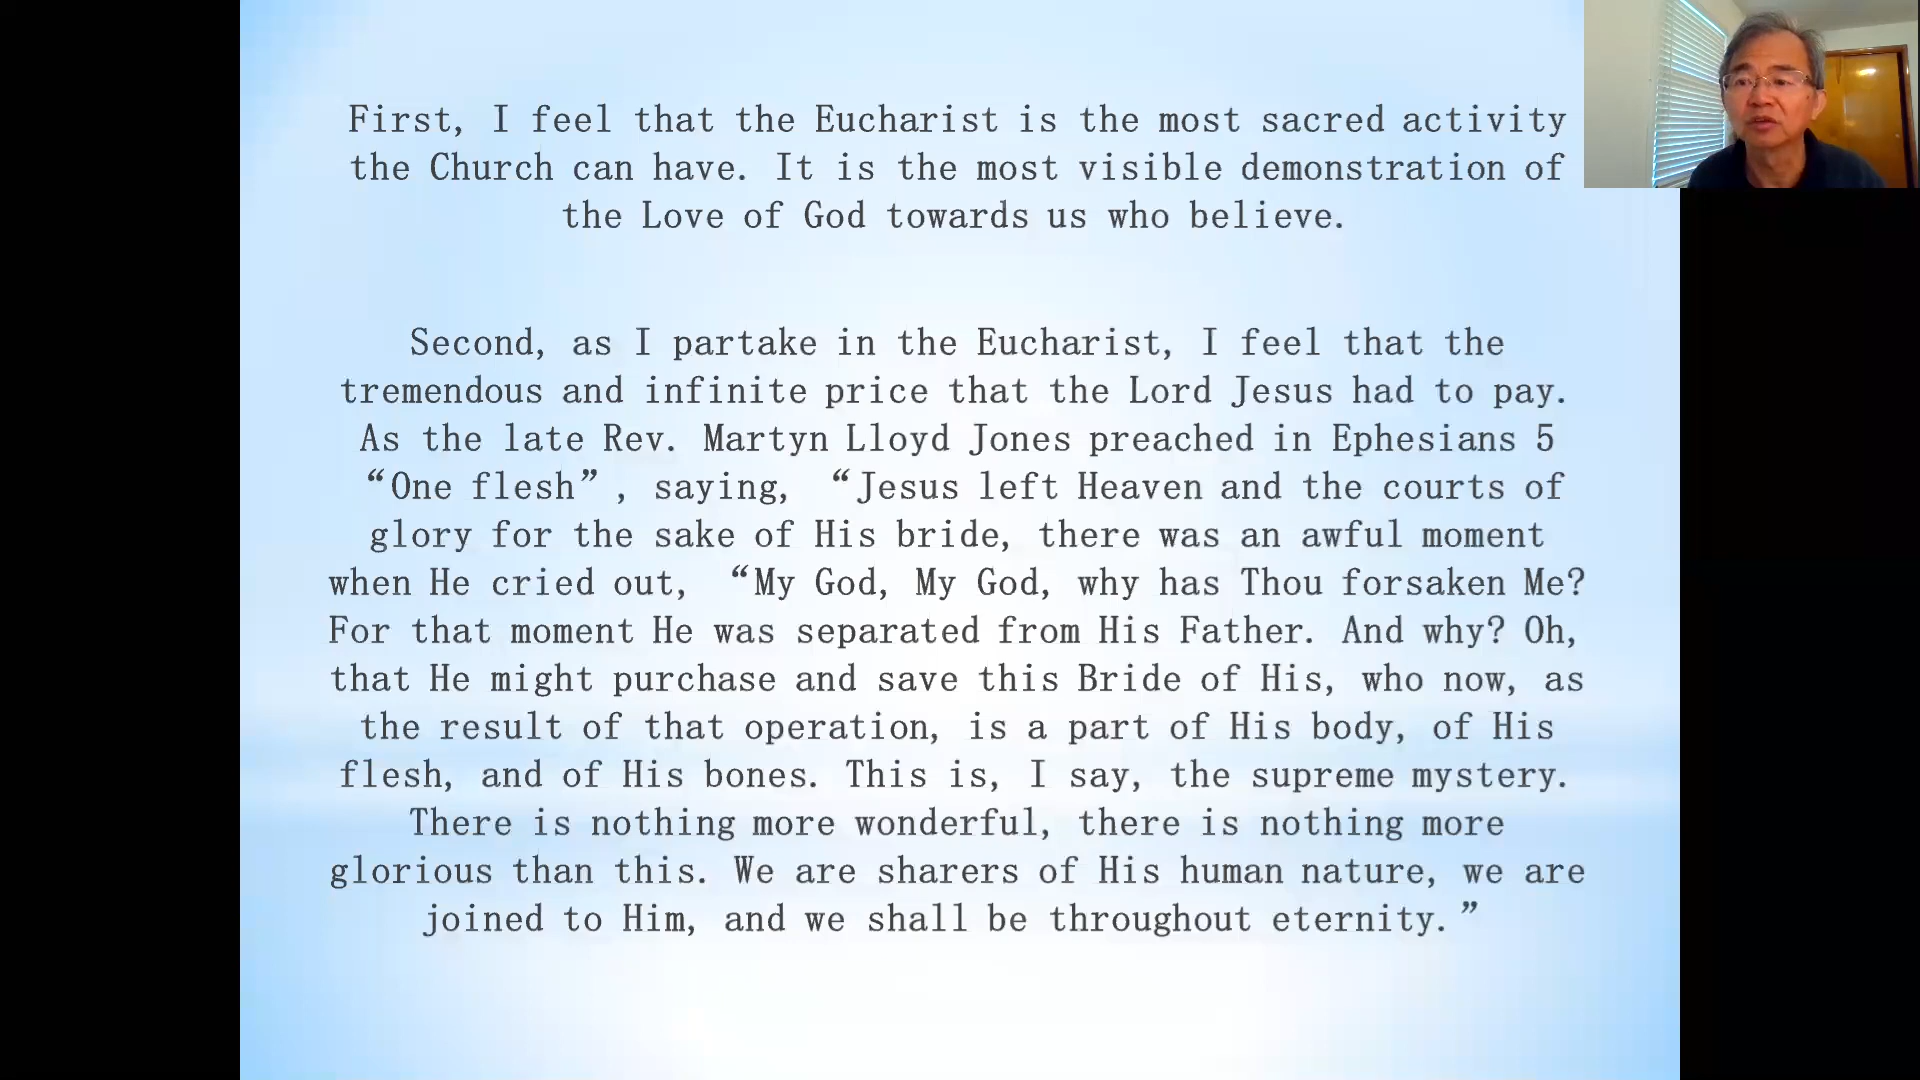 First, I feel that the Eucharist is the most sacred activity
the Church can have. It is the most visible demonstration of
the Love of God towards us who believe.
Second, as I partake in the Eucharist, I feel that the
tremendous and infinite price that the Lord Jesus had to pay.
As the late Rev. Martyn Lloyd Jones preached in Ephesians 5
“One flesh”, saying, “Jesus left Heaven and the courts of
glory for the sake of His bride, there was an awful moment
when He cried out, “My God, My God, why has Thou forsaken Me?
For that moment He was separated from His Father. And why? Oh,
that He might purchase and save this Bride of His, who now, as
the result of that operation, is a part of His body, of His
flesh, and of His bones. This is, I say, the supreme mystery.
There is nothing more wonderful, there is nothing more
glorious than this. We are sharers of His human nature, we are
joined to Him, and we shall be throughout eternity.”